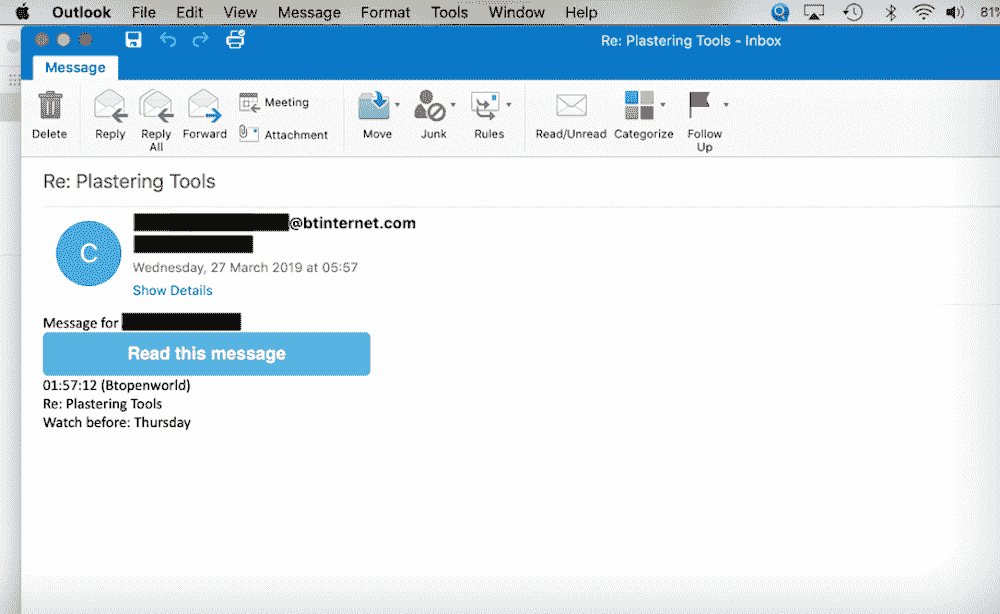 Outlook File Edit View Message Format Tools Window Help 81%
Re: Plastering Tools - Inbox
Message
Delete Reply Reply All Forward Meeting Attachment Move Junk Rules Read/Unread Categorize Follow Up
Re: Plastering Tools
@btinternet.com
C
Wednesday, 27 March 2019 at 05:57
Show Details
Message for
Read this message
01:57:12 (Btopenworld)
Re: Plastering Tools
Watch before: Thursday